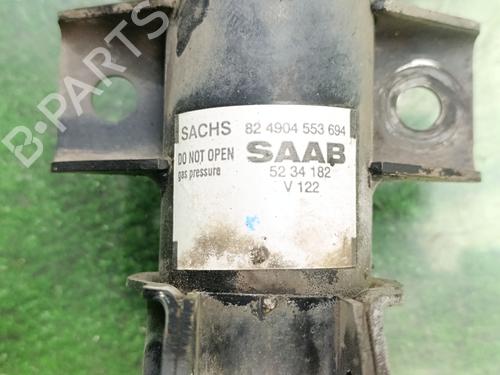 SACHS 82 4904 553 694
DO NOT OPEN SAAB
gas pressure 52 34 182
V 122
B-PARTS